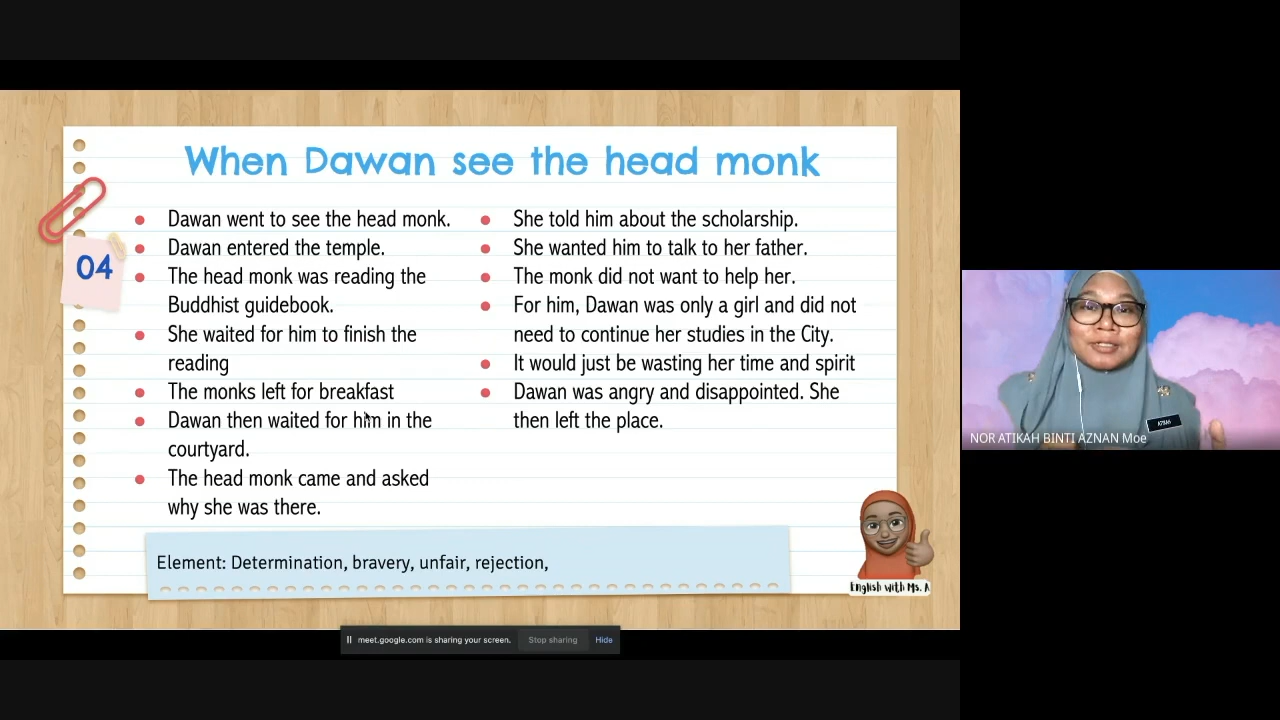 When Dawan see the head monk
04
Dawan went to see the head monk.
Dawan entered the temple.
The head monk was reading the
Buddhist guidebook.
She waited for him to finish the
reading
The monks left for breakfast
Dawan then waited for him in the
courtyard.
The head monk came and asked
why she was there.
She told him about the scholarship.
She wanted him to talk to her father.
The monk did not want to help her.
For him, Dawan was only a girl and did not
need to continue her studies in the City.
It would just be wasting her time and spirit
Dawan was angry and disappointed. She
then left the place.
Element: Determination, bravery, unfair, rejection,
English with Ms. A
meet.google.com is sharing your screen.
Stop sharing
Hide
NOR ATIKAH BINTI AZNAN Moe